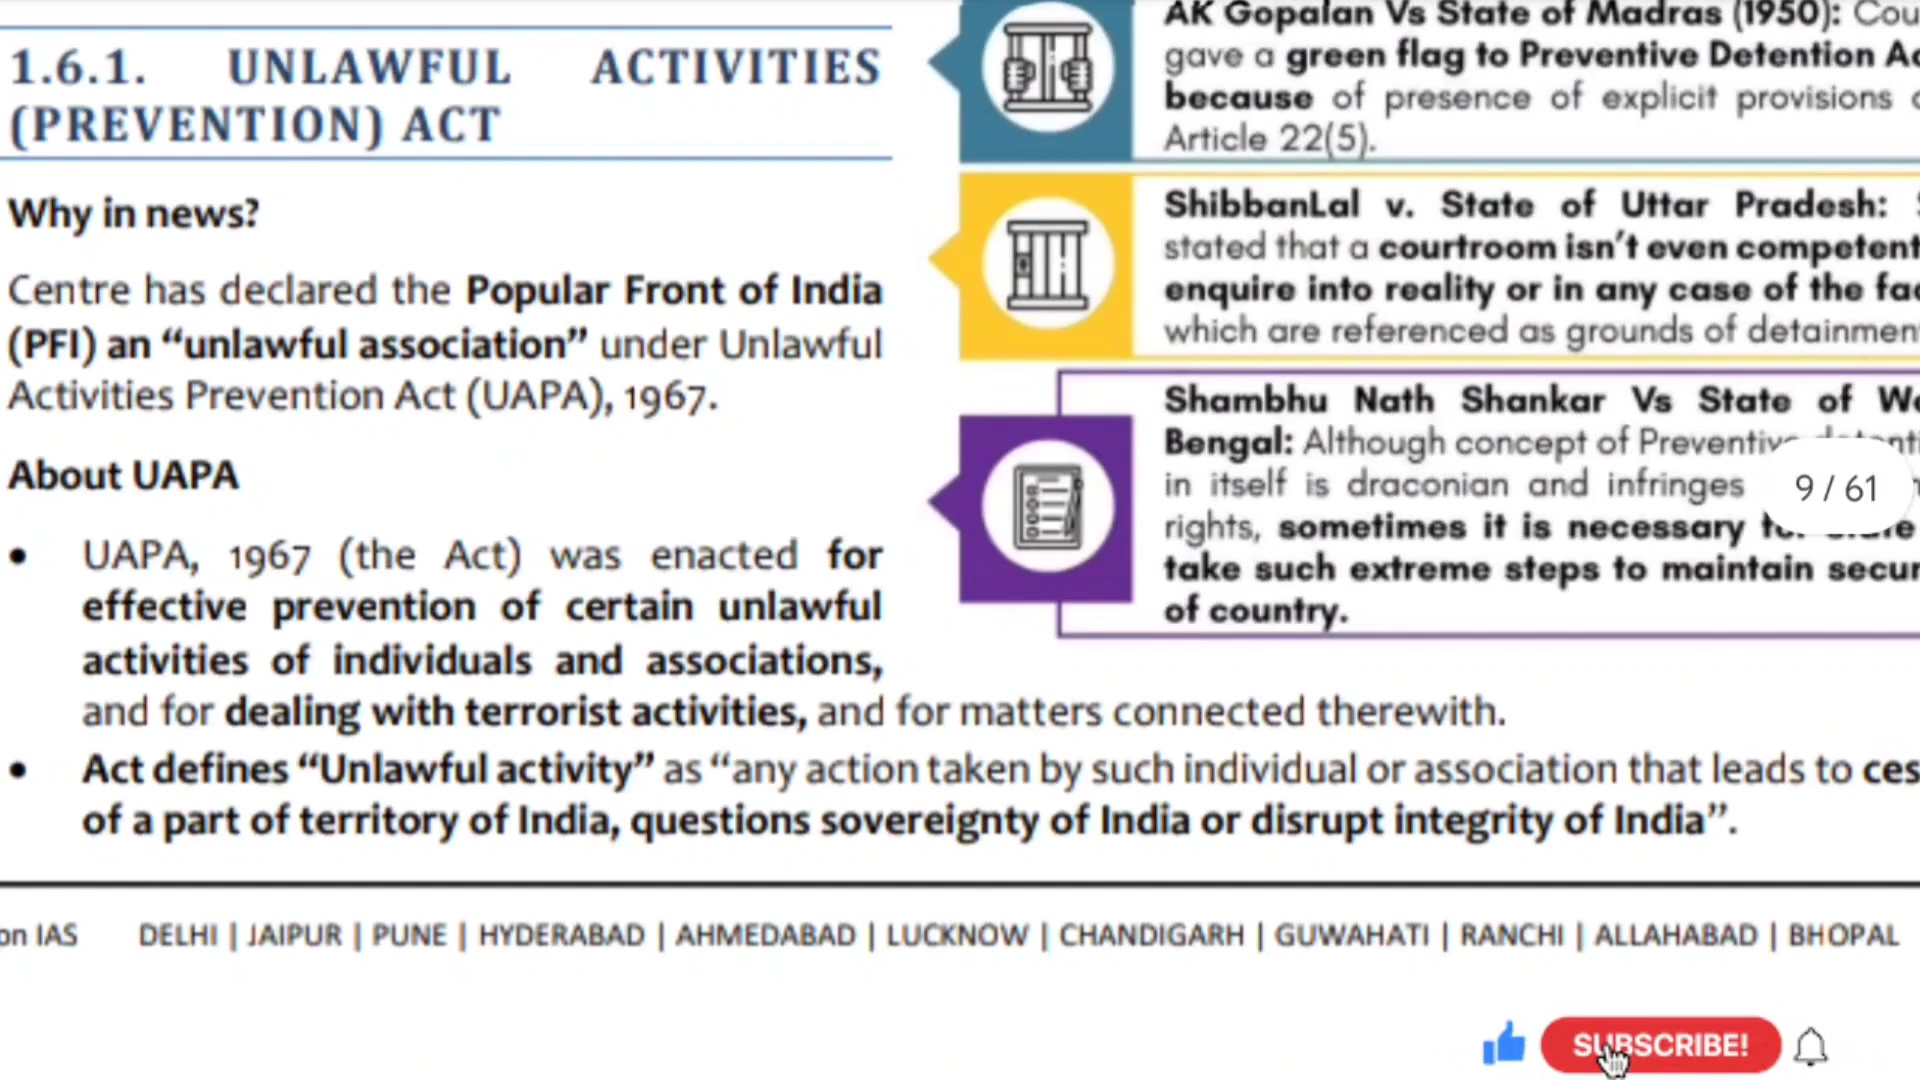 1.6.1. UNLAWFUL ACTIVITIES
(PREVENTION) ACT
Why in news?
Centre has declared the Popular Front of India
(PFI) an “unlawful association” under Unlawful
Activities Prevention Act (UAPA), 1967.
About UAPA
• UAPA, 1967 (the Act) was enacted for
effective prevention of certain unlawful
activities of individuals and associations,
and for dealing with terrorist activities, and for matters connected therewith.
• Act defines “Unlawful activity” as “any action taken by such individual or association that leads to ces
of a part of territory of India, questions sovereignty of India or disrupt integrity of India”.
AK Gopalan Vs State of Madras (1950): Cou
gave a green flag to Preventive Detention Ac
because of presence of explicit provisions
Article 22(5).
ShibbanLal v. State of Uttar Pradesh:
stated that a courtroom isn’t even competent
enquire into reality or in any case of the fac
which are referenced as grounds of detainmen
Shambhu Nath Shankar Vs State of We
Bengal: Although concept of Preventive
in itself is draconian and infringes
rights, sometimes it is necessary
take such extreme steps to maintain secur
of country.
9 / 61
on IAS DELHI | JAIPUR | PUNE | HYDERABAD | AHMEDABAD | LUCKNOW | CHANDIGARH | GUWAHATI | RANCHI | ALLAHABAD | BHOPAL
SUBSCRIBE!